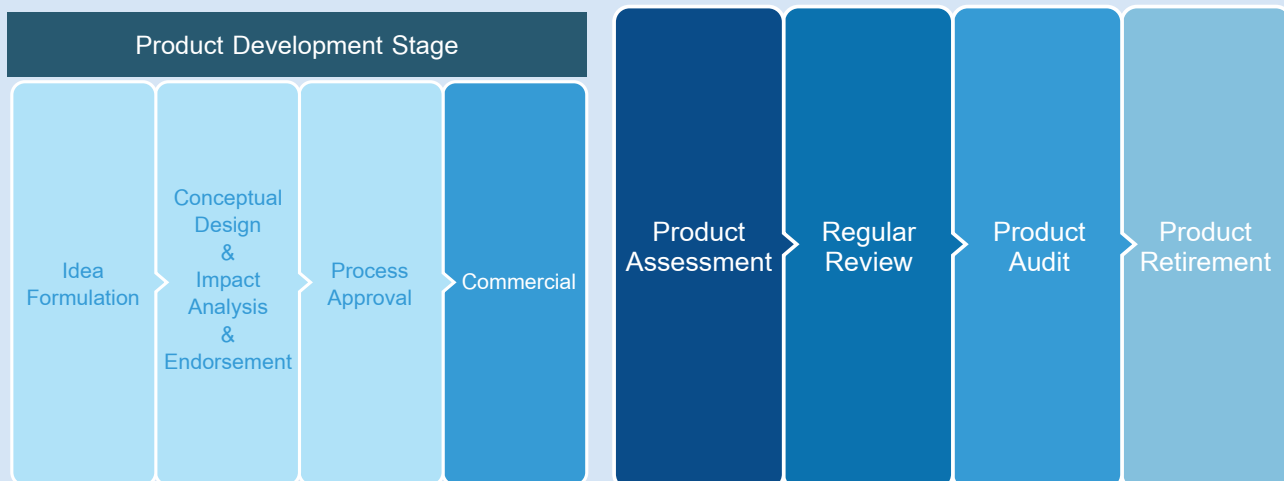 Product Development Stage
Idea
Formulation
Conceptual
Design
&
Impact
Analysis
&
Endorsement
Process
Approval
Commercial
Product
Assessment
Regular
Review
Product
Audit
Product
Retirement